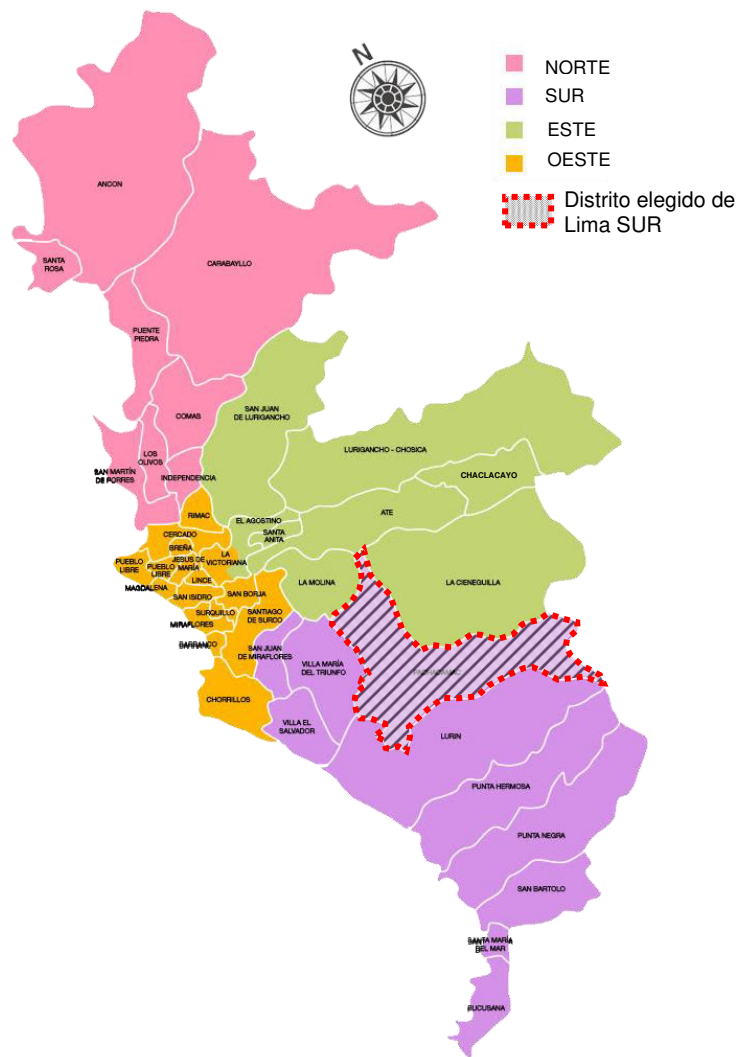 N
NORTE
SUR
ESTE
OESTE
Distrito elegido de
Lima SUR
ANCON
SANTA
ROSA
CARABAYLLO
PUENTE
PIEDRA
COMAS
SAN JUAN
DE LURIGANCHO
LOS
OLIVOS
SAN MARTÍN
DE PORRES
INDEPENDENCIA
LURIGANCHO - CHOSICA
CHACLACAYO
RIMAC
EL AGOSTINO
ATE
SANTA
ANITA
CERCADO
BREÑA
LA
VICTORIANA
PUEBLO
LIBRE
PUEBLO
LIBRE
JESUS DE
MARÍA
LINCE
MAGDALENA
SAN ISIDRO
SAN BORJA
LA MOLINA
LA CIENEGUILLA
SURQUILLO
SANTIAGO
DE SURCO
MIRAFLORES
BARRANCO
SAN JUAN
DE MIRAFLORES
VILLA MARÍA
DEL TRIUNFO
PACHACAMAC
CHORRILLOS
VILLA EL
SALVADOR
LURIN
PUNTA HERMOSA
PUNTA NEGRA
SAN BARTOLO
SANTA MARÍA
DEL MAR
PUCUSANA